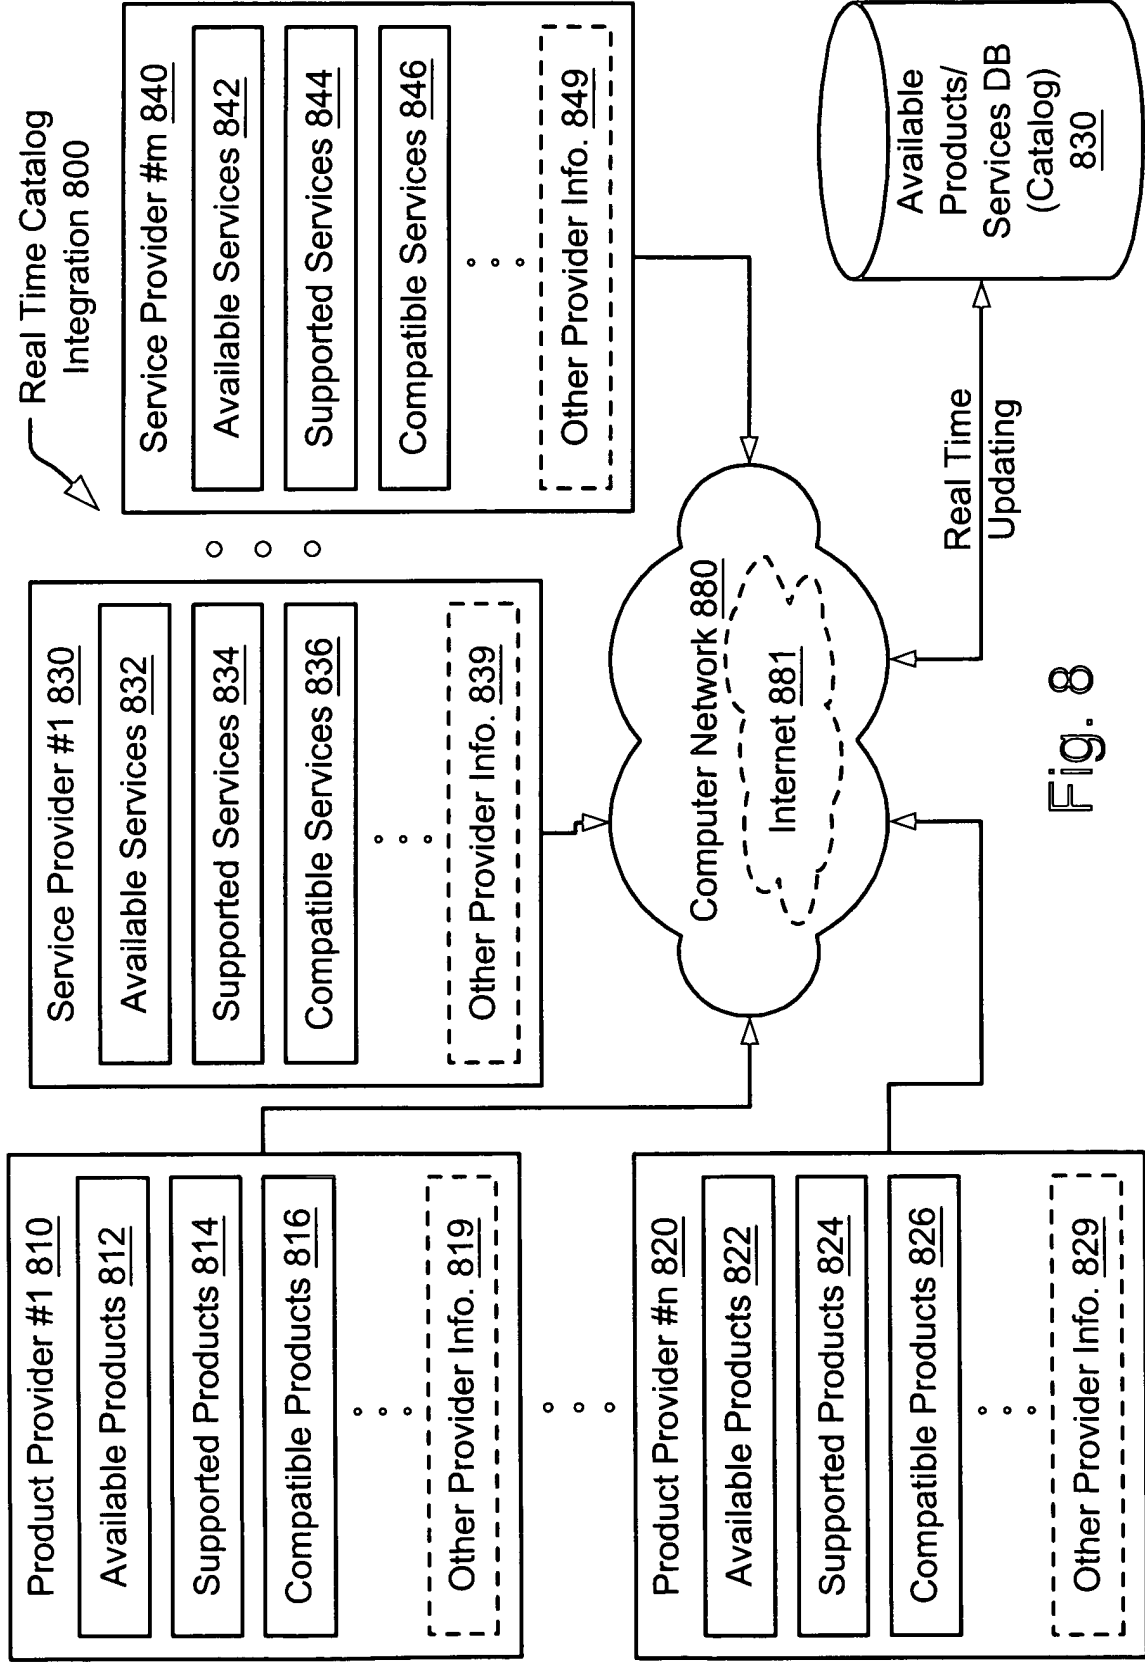 Real Time Catalog
Integration 800
Product Provider #1 810
Available Products 812
Supported Products 814
Compatible Products 816
Other Provider Info. 819
Service Provider #1 830
Available Services 832
Supported Services 834
Compatible Services 836
Other Provider Info. 839
Service Provider #m 840
Available Services 842
Supported Services 844
Compatible Services 846
Other Provider Info. 849
Product Provider #n 820
Available Products 822
Supported Products 824
Compatible Products 826
Other Provider Info. 829
Computer Network 880
Internet 881
Real Time
Updating
Available
Products/
Services DB
(Catalog)
830
Fig. 8